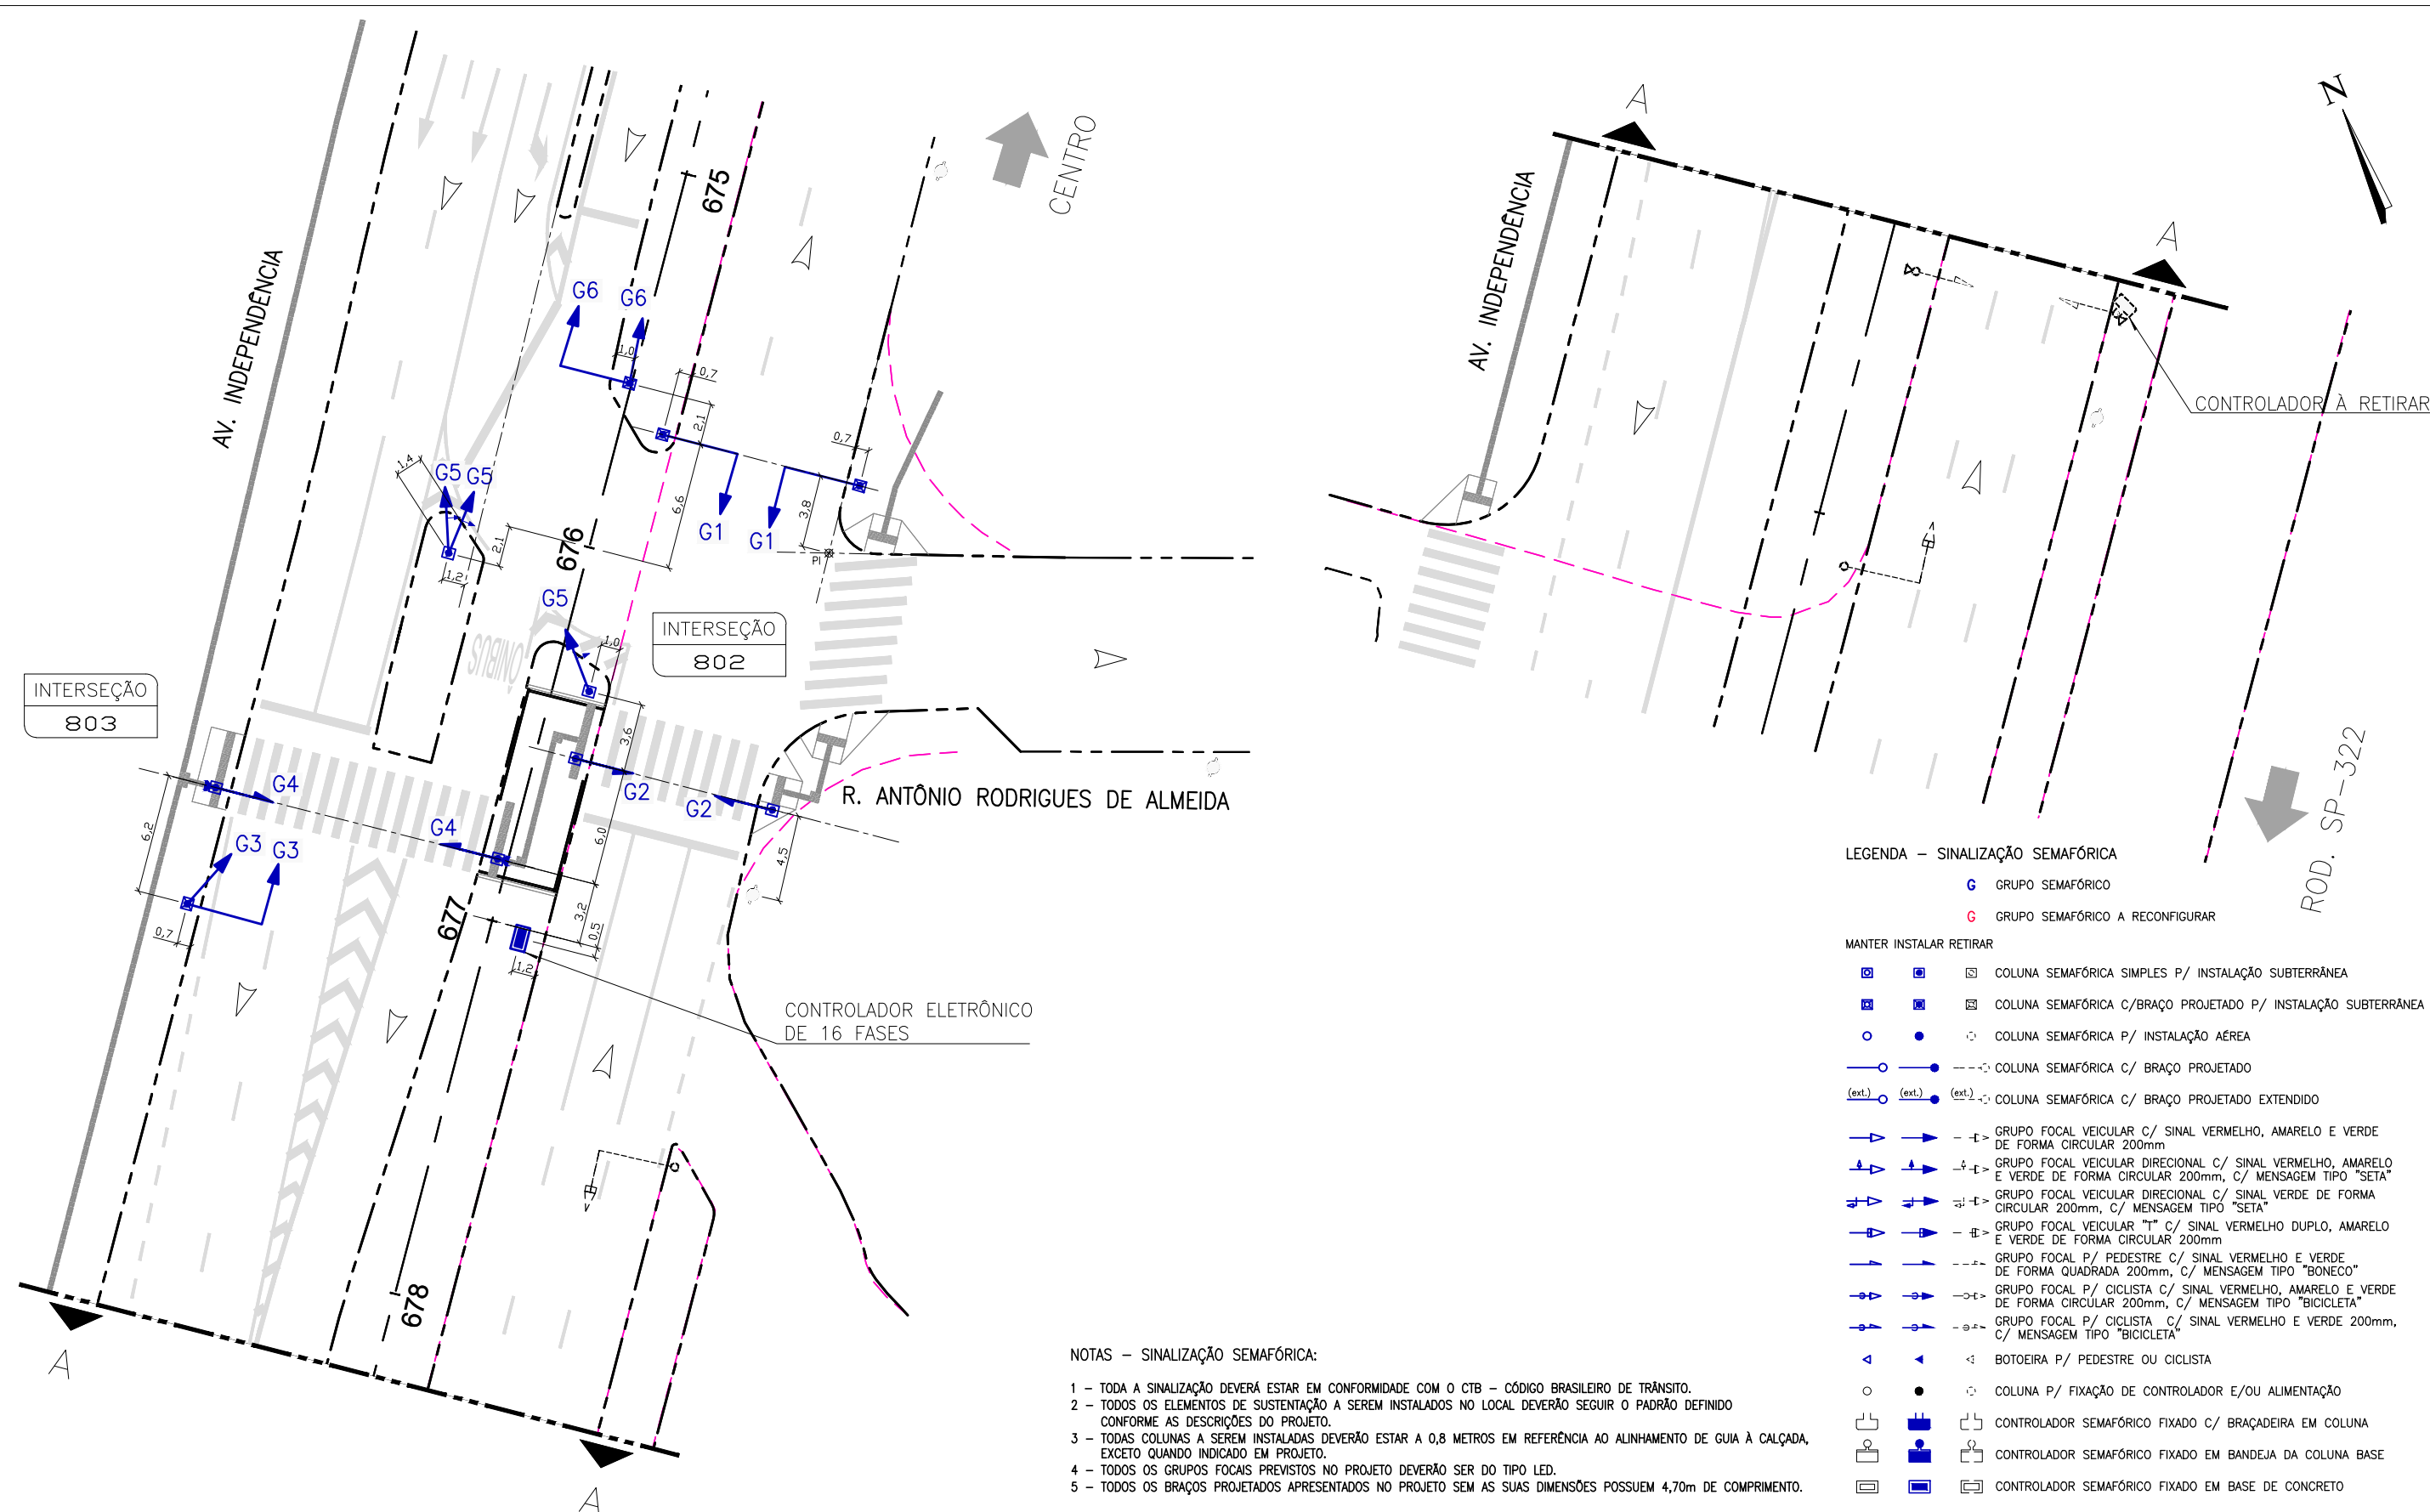 AV. INDEPENDÊNCIA
675
CENTRO
G6
G6
1,0
0,7
2,1
0,7
1,4
G5
G5
6,6
G1
G1
3,8
PI
2,1
1,2
676
G5
1,0
ÔNIBUS
INTERSEÇÃO
802
INTERSEÇÃO
803
3,6
G4
G2
G2
R. ANTÔNIO RODRIGUES DE ALMEIDA
6,2
G4
G3
G3
6,0
4,5
0,7
677
3,2
0,5
1,2
CONTROLADOR ELETRÔNICO
DE 16 FASES
678
A
A
A
A
N
AV. INDEPENDÊNCIA
CONTROLADOR À RETIRAR
ROD. SP-322
LEGENDA - SINALIZAÇÃO SEMAFÓRICA
G GRUPO SEMAFÓRICO
G GRUPO SEMAFÓRICO A RECONFIGURAR
MANTER INSTALAR RETIRAR
COLUNA SEMAFÓRICA SIMPLES P/ INSTALAÇÃO SUBTERRÂNEA
COLUNA SEMAFÓRICA C/BRAÇO PROJETADO P/ INSTALAÇÃO SUBTERRÂNEA
COLUNA SEMAFÓRICA P/ INSTALAÇÃO AÉREA
COLUNA SEMAFÓRICA C/ BRAÇO PROJETADO
(ext.) (ext.) (ext.) COLUNA SEMAFÓRICA C/ BRAÇO PROJETADO EXTENDIDO
GRUPO FOCAL VEICULAR C/ SINAL VERMELHO, AMARELO E VERDE
DE FORMA CIRCULAR 200mm
GRUPO FOCAL VEICULAR DIRECIONAL C/ SINAL VERMELHO, AMARELO
E VERDE DE FORMA CIRCULAR 200mm, C/ MENSAGEM TIPO "SETA"
GRUPO FOCAL VEICULAR DIRECIONAL C/ SINAL VERDE DE FORMA
CIRCULAR 200mm, C/ MENSAGEM TIPO "SETA"
GRUPO FOCAL VEICULAR "T" C/ SINAL VERMELHO DUPLO, AMARELO
E VERDE DE FORMA CIRCULAR 200mm
GRUPO FOCAL P/ PEDESTRE C/ SINAL VERMELHO E VERDE
DE FORMA QUADRADA 200mm, C/ MENSAGEM TIPO "BONECO"
GRUPO FOCAL P/ CICLISTA C/ SINAL VERMELHO, AMARELO E VERDE
DE FORMA CIRCULAR 200mm, C/ MENSAGEM TIPO "BICICLETA"
GRUPO FOCAL P/ CICLISTA C/ SINAL VERMELHO E VERDE 200mm,
C/ MENSAGEM TIPO "BICICLETA"
BOTOEIRA P/ PEDESTRE OU CICLISTA
COLUNA P/ FIXAÇÃO DE CONTROLADOR E/OU ALIMENTAÇÃO
CONTROLADOR SEMAFÓRICO FIXADO C/ BRAÇADEIRA EM COLUNA
CONTROLADOR SEMAFÓRICO FIXADO EM BANDEJA DA COLUNA BASE
CONTROLADOR SEMAFÓRICO FIXADO EM BASE DE CONCRETO
NOTAS - SINALIZAÇÃO SEMAFÓRICA:
1 - TODA A SINALIZAÇÃO DEVERÁ ESTAR EM CONFORMIDADE COM O CTB - CÓDIGO BRASILEIRO DE TRÂNSITO.
2 - TODOS OS ELEMENTOS DE SUSTENTAÇÃO A SEREM INSTALADOS NO LOCAL DEVERÃO SEGUIR O PADRÃO DEFINIDO
CONFORME AS DESCRIÇÕES DO PROJETO.
3 - TODAS COLUNAS A SEREM INSTALADAS DEVERÃO ESTAR A 0,8 METROS EM REFERÊNCIA AO ALINHAMENTO DE GUIA À CALÇADA,
EXCETO QUANDO INDICADO EM PROJETO.
4 - TODOS OS GRUPOS FOCAIS PREVISTOS NO PROJETO DEVERÃO SER DO TIPO LED.
5 - TODOS OS BRAÇOS PROJETADOS APRESENTADOS NO PROJETO SEM AS SUAS DIMENSÕES POSSUEM 4,70m DE COMPRIMENTO.